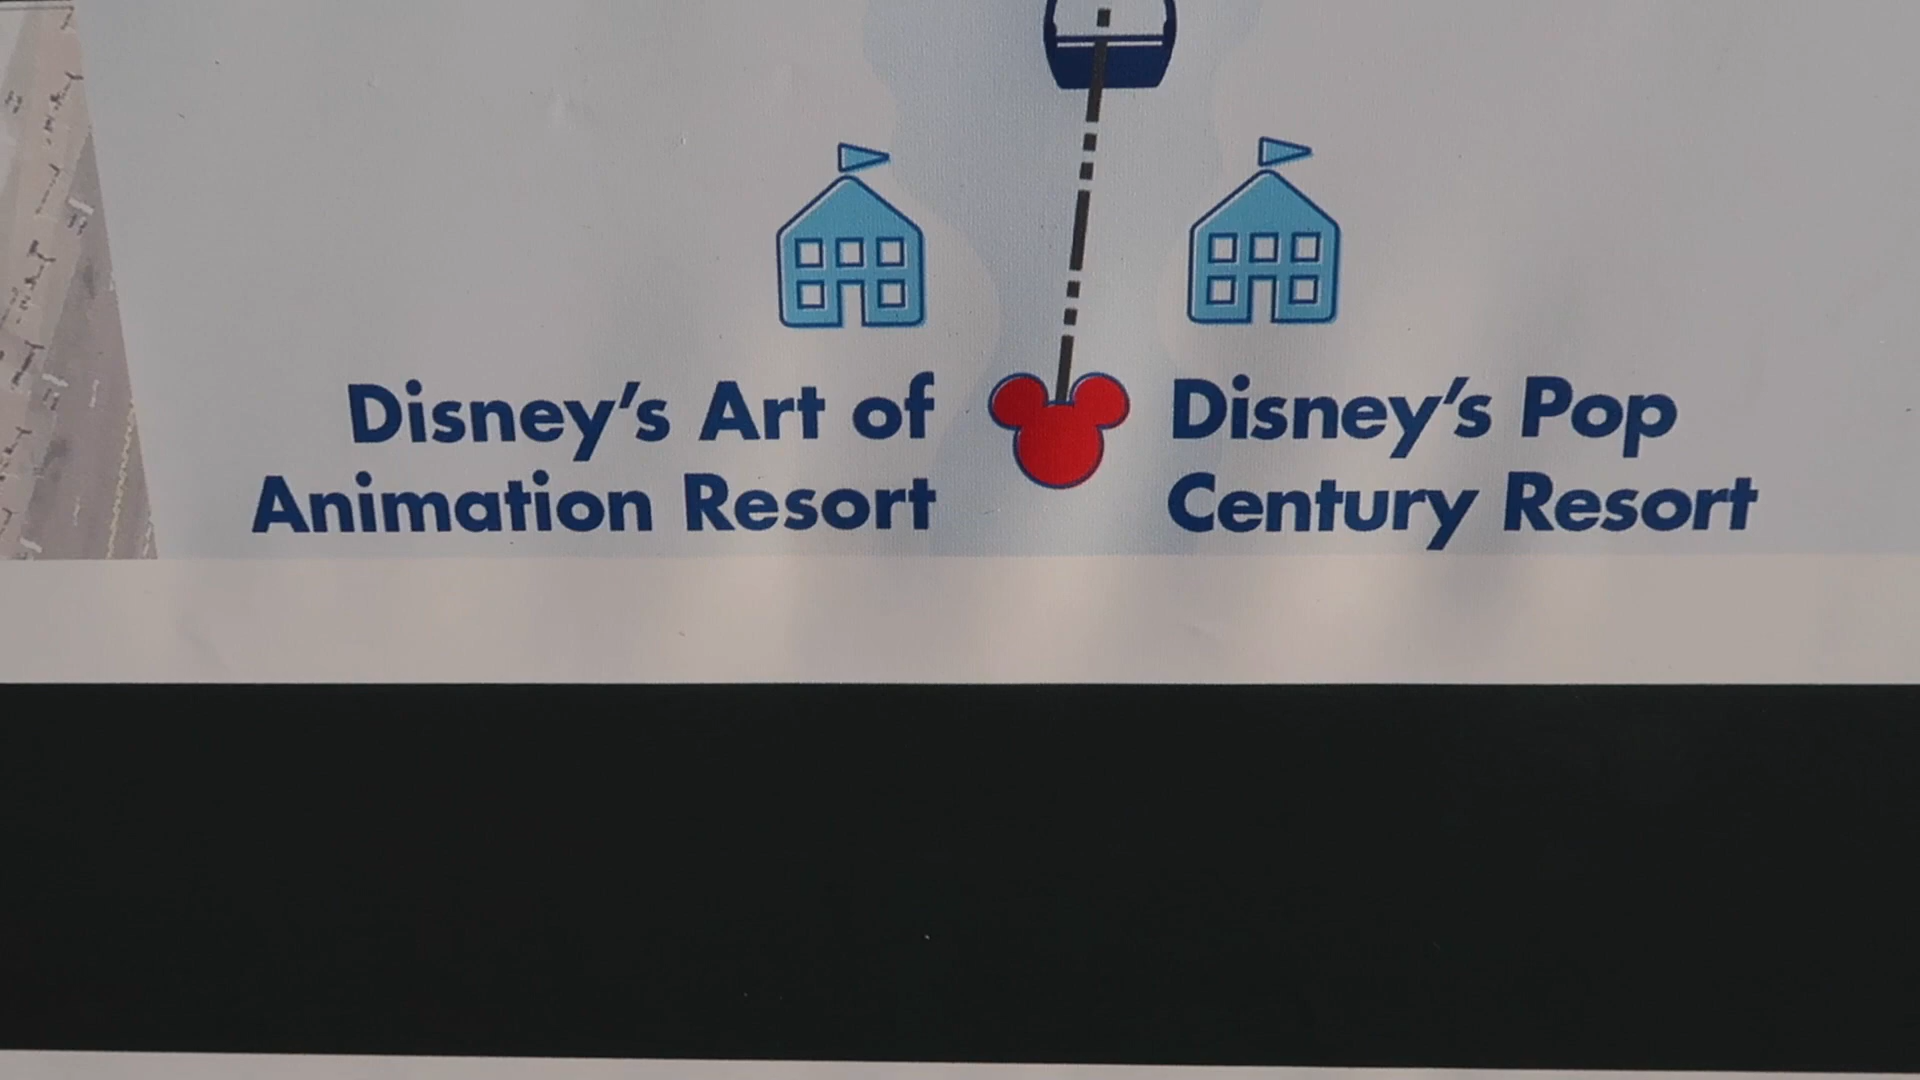 Disney's Art of
Animation Resort
Disney's Pop
Century Resort